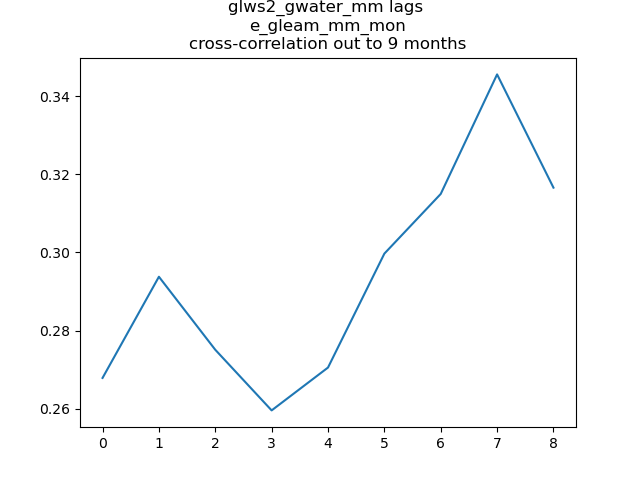 glws2_gwater_mm lags
e_gleam_mm_mon
cross-correlation out to 9 months
0.34
0.32
0.30
0.28
0.26
0 1 2 3 4 5 6 7 8